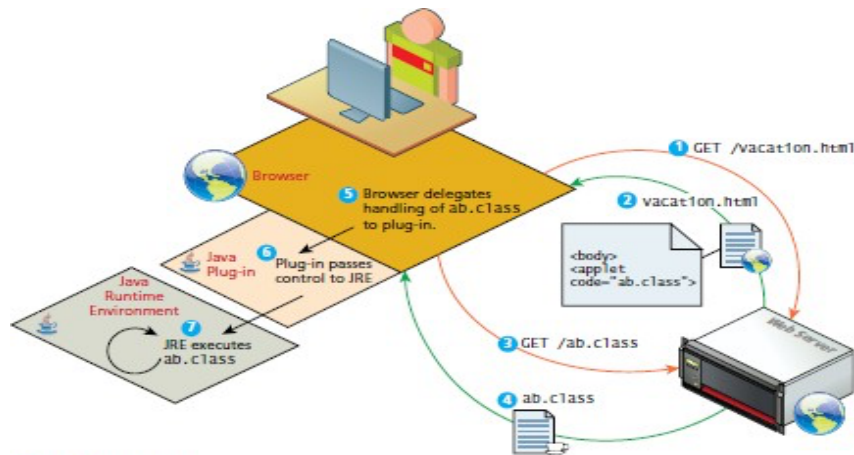 1 GET /vacation.html
2 vacation.html
Browser
5 Browser delegates
handling of ab.class
to plug-in.
<body>
<applet
code="ab.class">
Java
Plug-in
6 Plug-in passes
control to JRE
Java
Runtime
Environment
7 JRE executes
ab.class
3 GET /ab.class
Web Server
4 ab.class